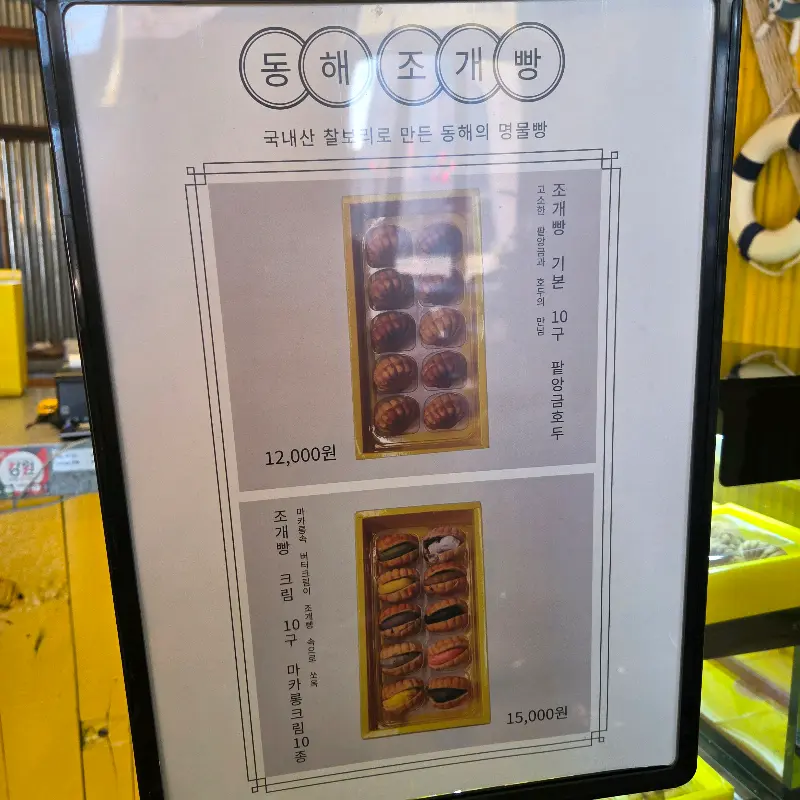 동해조개빵
국내산 찰보리로 만든 동해의 명물빵
조개빵 기본 10구 팥앙금호두
고소한 팥앙금과 호두의 만남
12,000원
마카롱속 버터크림이 조개빵 속으로 쏘옥
조개빵 크림 10구 마카롱크림10종
15,000원
강원